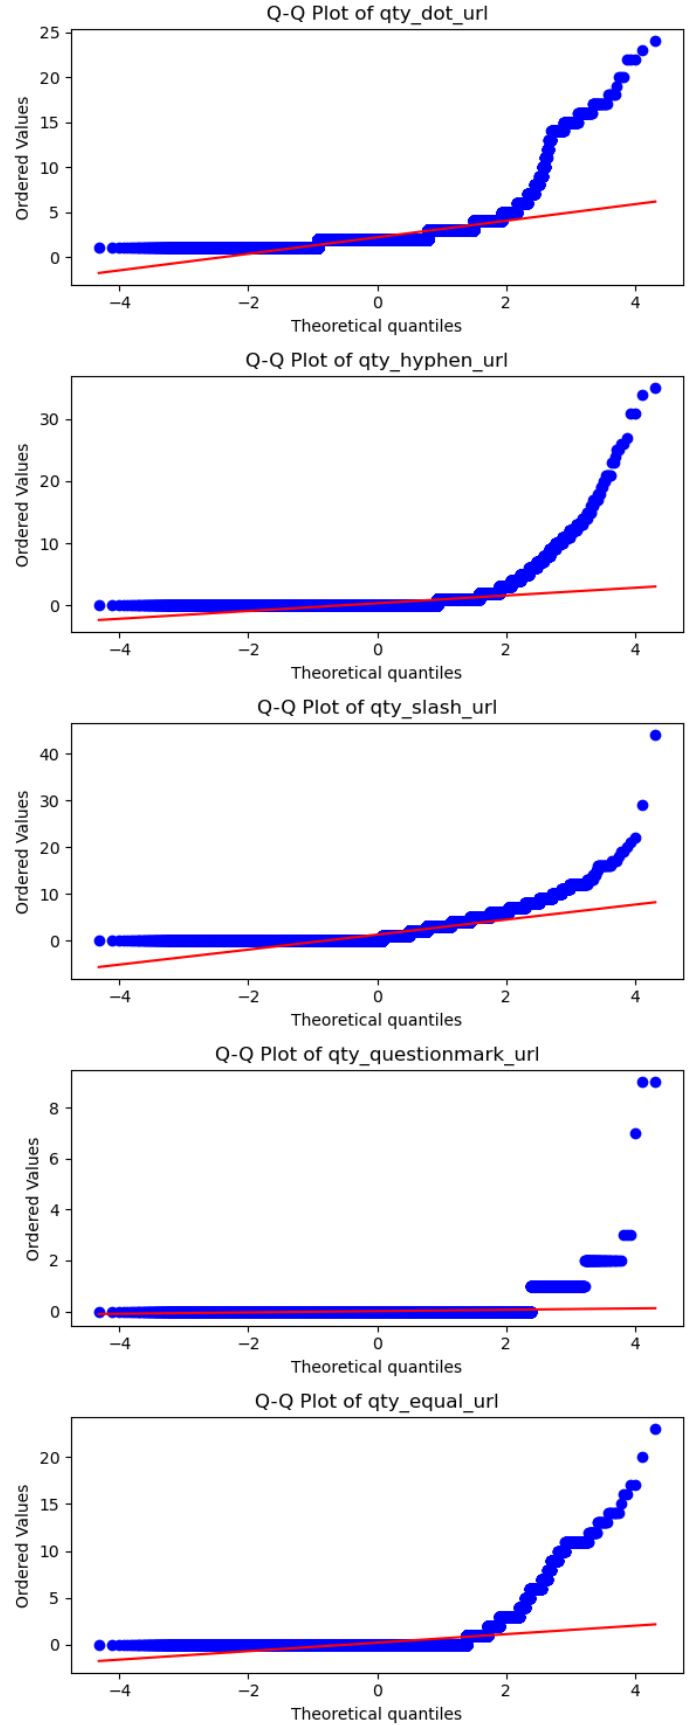 Q-Q Plot of qty_dot_url
25
20
15
10
5
0
Ordered Values
−4 −2 0 2 4
Theoretical quantiles
Q-Q Plot of qty_hyphen_url
30
20
10
0
Ordered Values
−4 −2 0 2 4
Theoretical quantiles
Q-Q Plot of qty_slash_url
40
30
20
10
0
Ordered Values
−4 −2 0 2 4
Theoretical quantiles
Q-Q Plot of qty_questionmark_url
8
6
4
2
0
Ordered Values
−4 −2 0 2 4
Theoretical quantiles
Q-Q Plot of qty_equal_url
20
15
10
5
0
Ordered Values
−4 −2 0 2 4
Theoretical quantiles